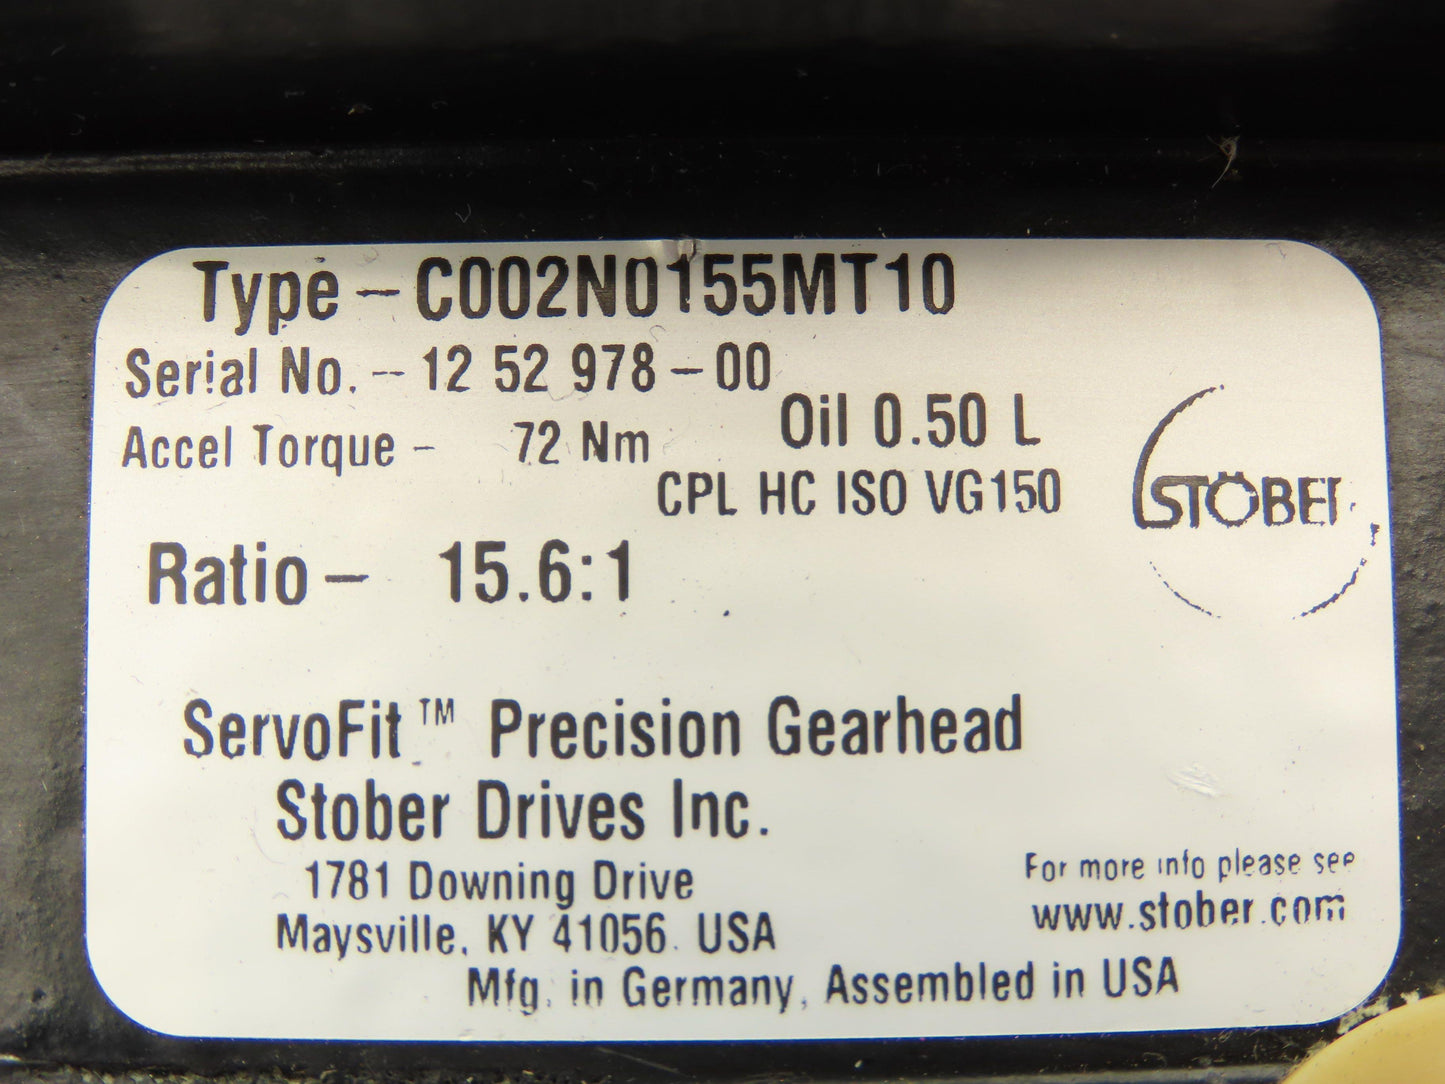 Type - C002N0155MT10
Serial No. - 12 52 978-00
Accel Torque - 72 Nm
Oil 0.50 L
CPL HC ISO VG150
STÖBER
Ratio - 15.6:1
ServoFit™ Precision Gearhead
Stober Drives Inc.
1781 Downing Drive
Maysville, KY 41056 USA
For more info please see
www.stober.com
Mfg. in Germany, Assembled in USA